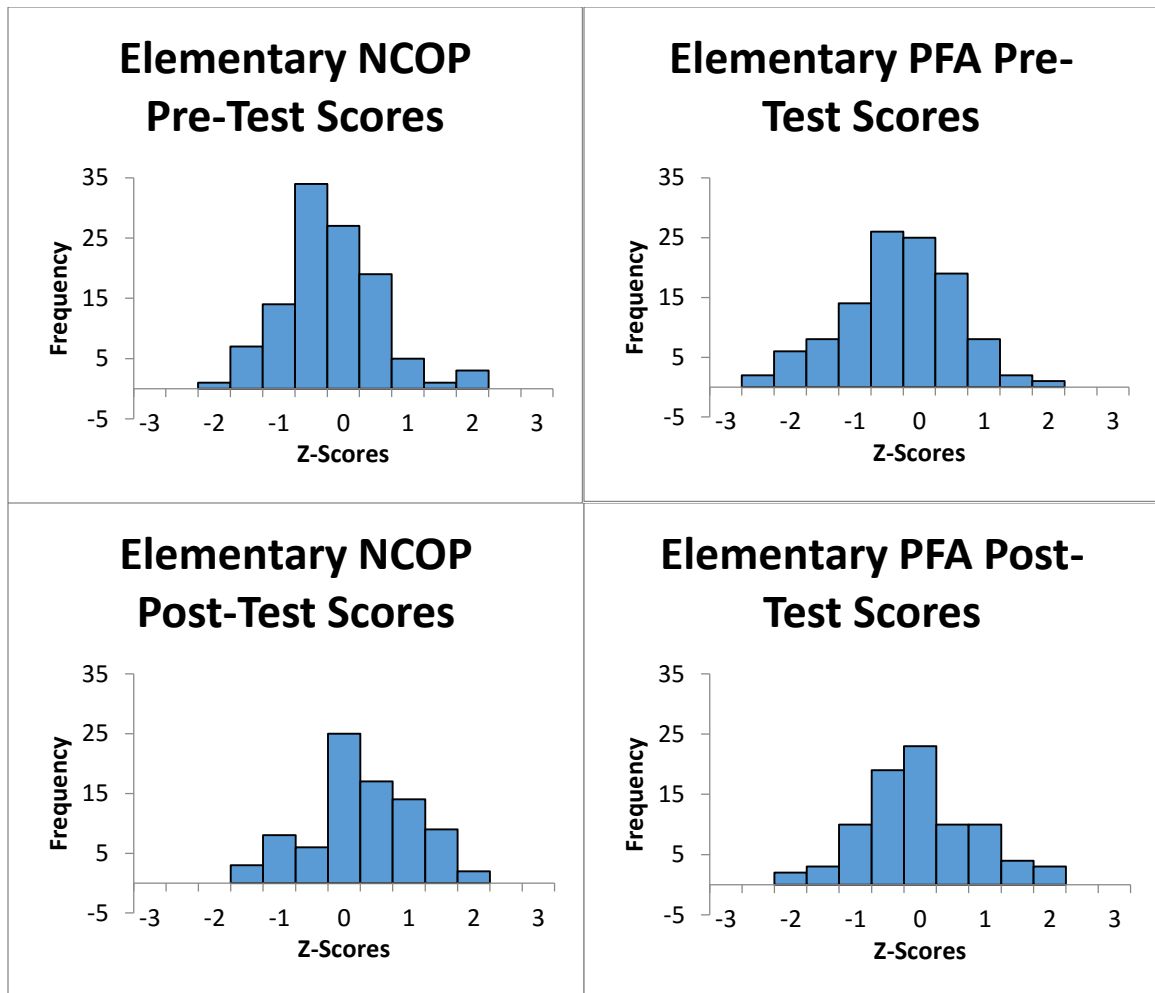 Elementary NCOP
Pre-Test Scores
35
25
15
5
-5
Frequency
-3 -2 -1 0 1 2 3
Z-Scores
Elementary PFA Pre-
Test Scores
35
25
15
5
-5
Frequency
-3 -2 -1 0 1 2 3
Z-Scores
Elementary NCOP
Post-Test Scores
35
25
15
5
-5
Frequency
-3 -2 -1 0 1 2 3
Z-Scores
Elementary PFA Post-
Test Scores
35
25
15
5
-5
Frequency
-3 -2 -1 0 1 2 3
Z-Scores